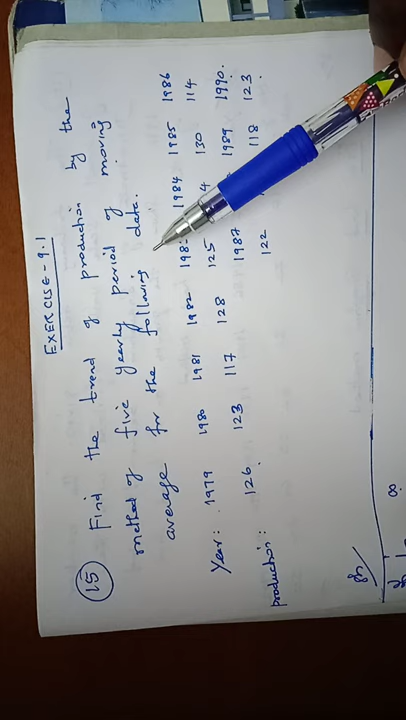 EXERCISE - 9.1
15 Find the trend of production by the
method of five yearly period of moving
average for the following data.
Year: 1979 1980 1981 1982 198 1984 1985 1986
126 123 117 128 125 4 130 114
production: 1987 1989 1990.
122 118 123.